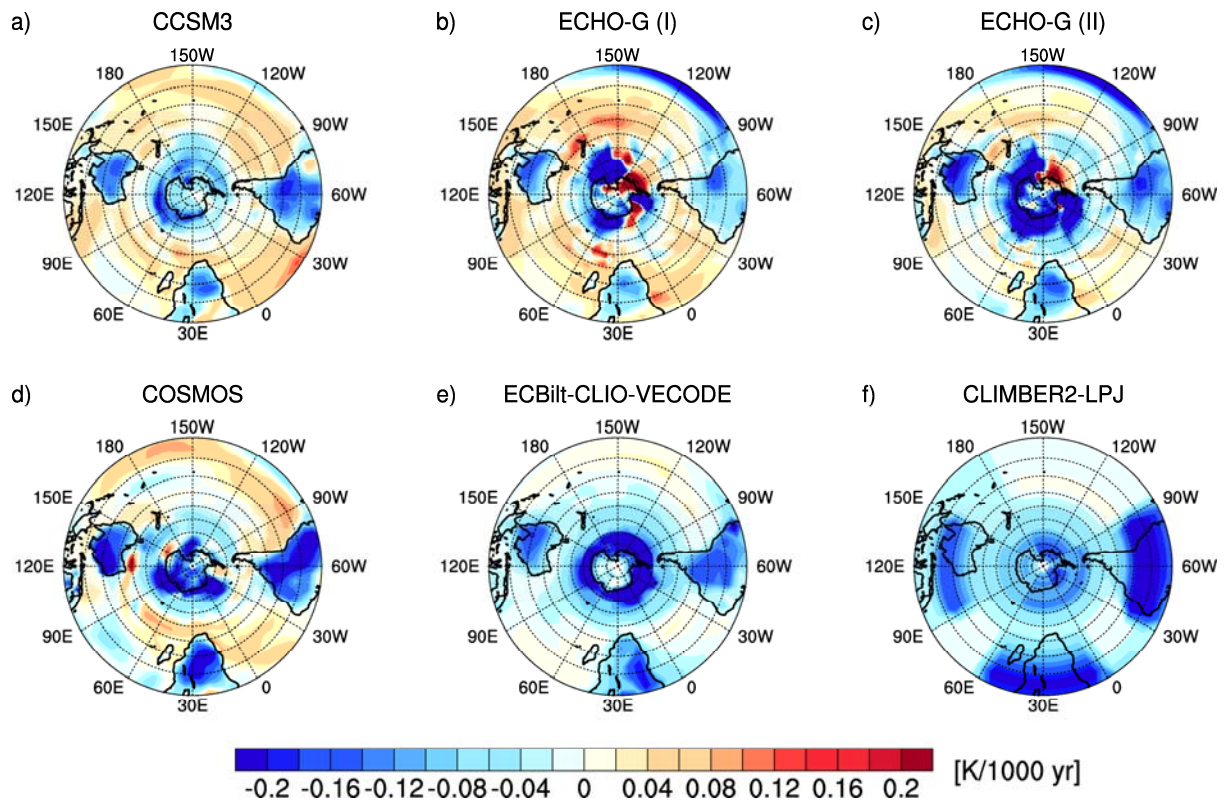 a) CCSM3
b) ECHO-G (I)
c) ECHO-G (II)
150W
180 120W
150E 90W
120E 60W
90E 30W
60E 0
30E
150W
180 120W
150E 90W
120E 60W
90E 30W
60E 0
30E
150W
180 120W
150E 90W
120E 60W
90E 30W
60E 0
30E
d) COSMOS
e) ECBilt-CLIO-VECODE
f) CLIMBER2-LPJ
150W
180 120W
150E 90W
120E 60W
90E 30W
60E 0
30E
150W
180 120W
150E 90W
120E 60W
90E 30W
60E 0
30E
150W
180 120W
150E 90W
120E 60W
90E 30W
60E 0
30E
-0.2 -0.16 -0.12 -0.08 -0.04 0 0.04 0.08 0.12 0.16 0.2 [K/1000 yr]